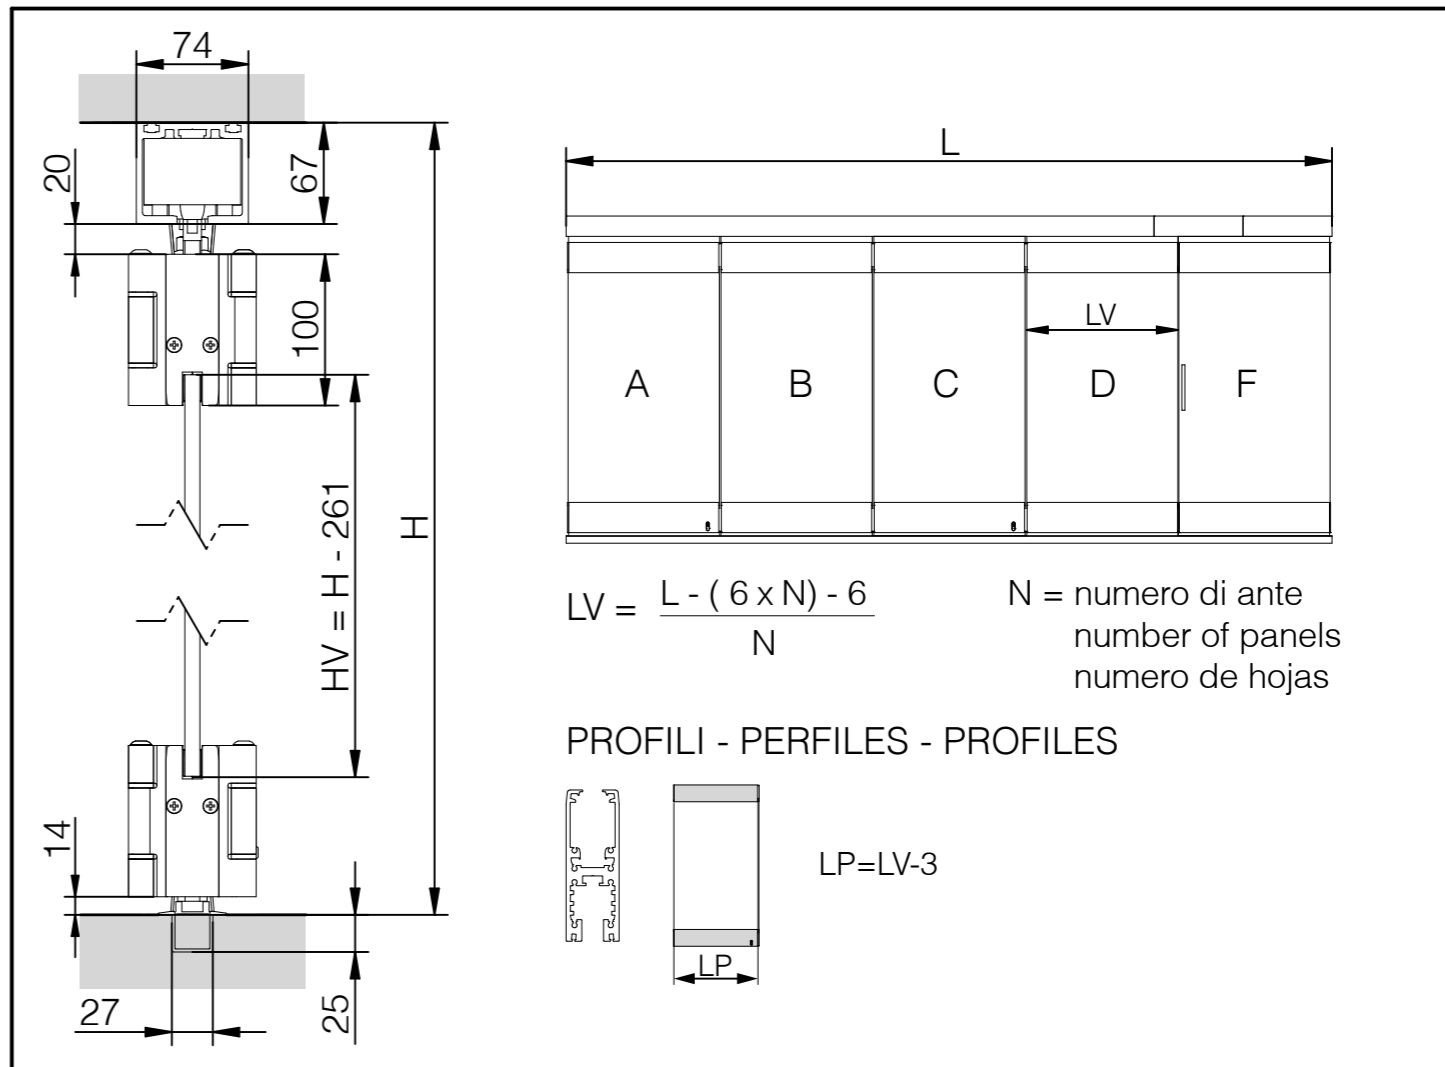 74
20
67
100
HV = H - 261
H
14
27
25
L
LV
A
B
C
D
F
LV = L - ( 6 x N) - 6
N
N = numero di ante
number of panels
numero de hojas
PROFILI - PERFILES - PROFILES
LP=LV-3
LP